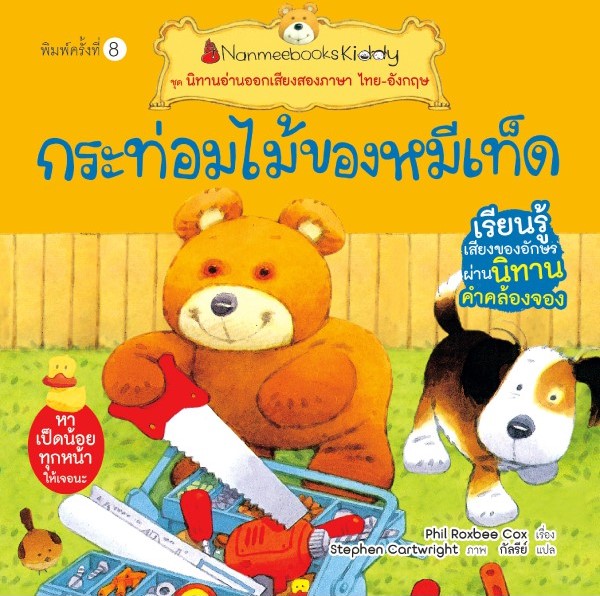 พิมพ์ครั้งที่ 8
Nanmeebooks Kiddy
ชุด นิทานอ่านออกเสียงสองภาษา ไทย-อังกฤษ
กระท่อมไม้ของหมีเท็ด
เรียนรู้
เสียงของอักษร
ผ่านนิทาน
คำคล้องจอง
หา
เป็ดน้อย
ทุกหน้า
ให้เจอนะ
Phil Roxbee Cox เรื่อง
Stephen Cartwright ภาพ กัลรีย์ แปล